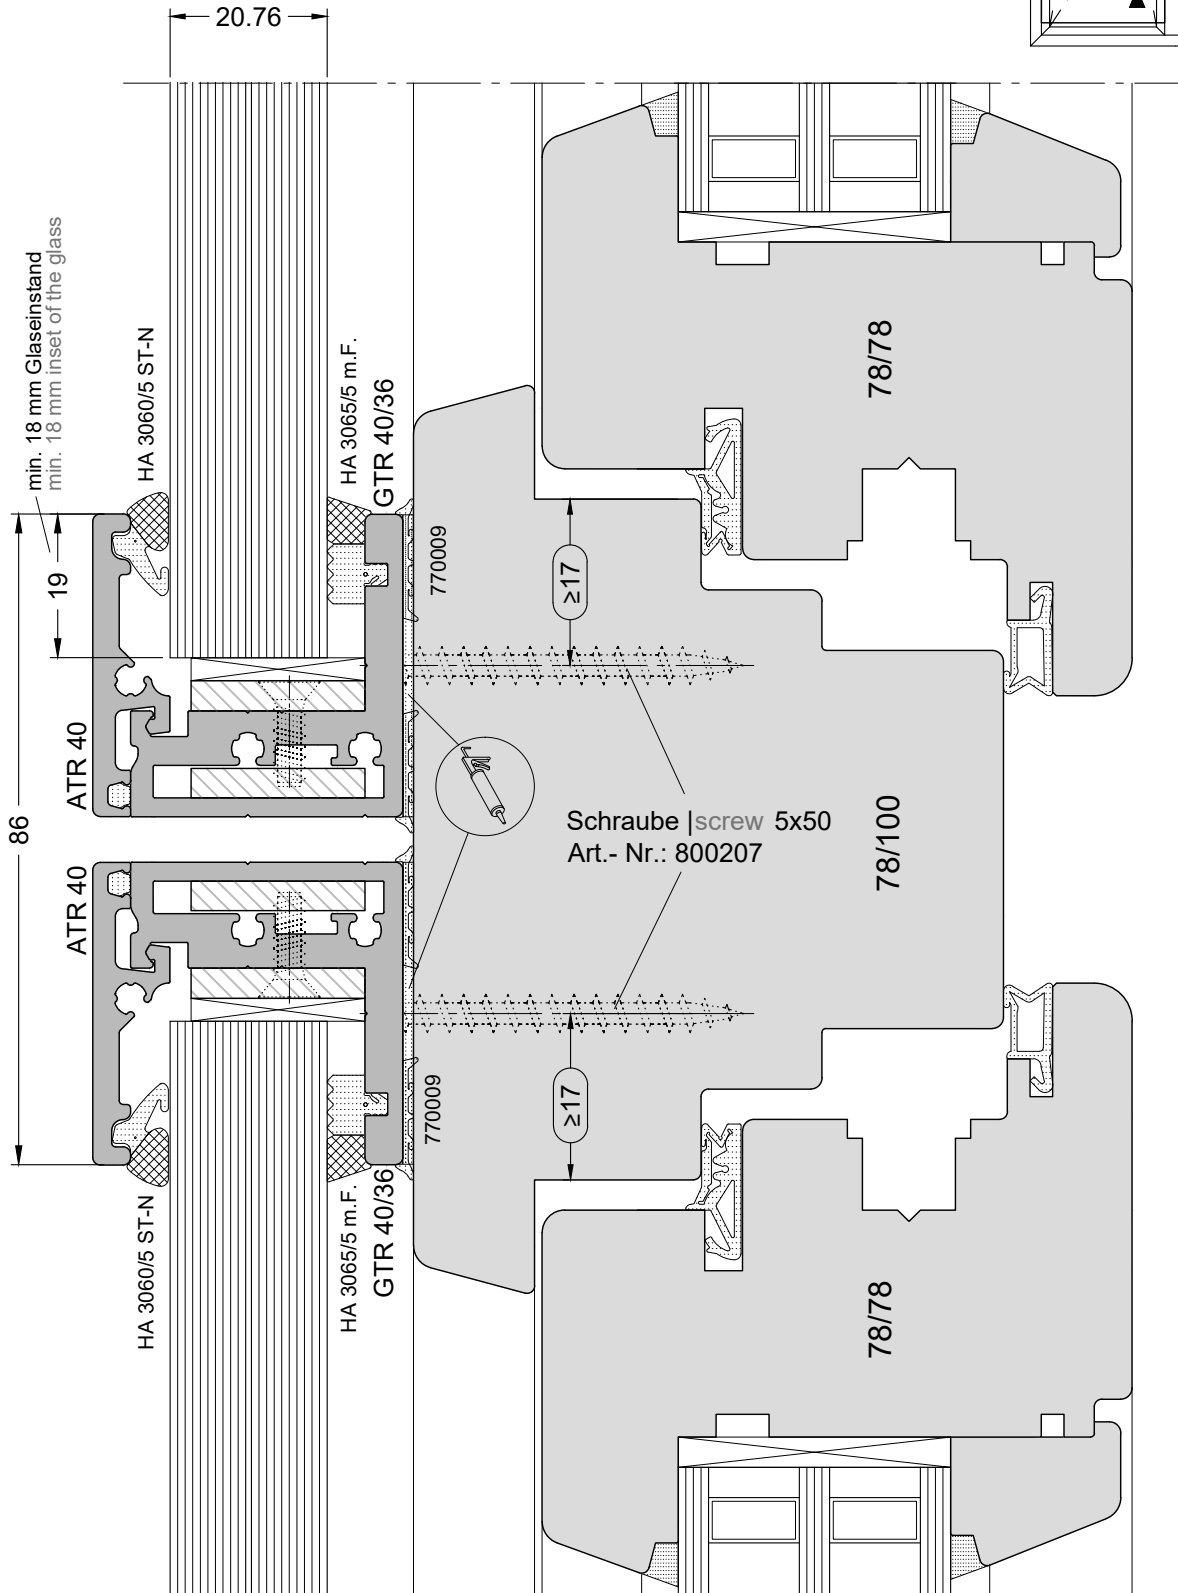 20.76
min. 18 mm Glaseinstand
min. 18 mm inset of the glass
HA 3060/5 ST-N
HA 3065/5 m.F.
GTR 40/36
78/78
770009
≥17
19
86
ATR 40
Schraube |screw 5x50
Art.- Nr.: 800207
78/100
ATR 40
770009
≥17
HA 3060/5 ST-N
HA 3065/5 m.F.
GTR 40/36
78/78